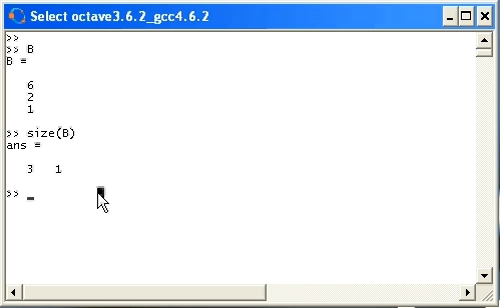 Select octave3.6.2_gcc4.6.2
>>
>> B
B =
6
2
1
>> size(B)
ans =
3 1
>>